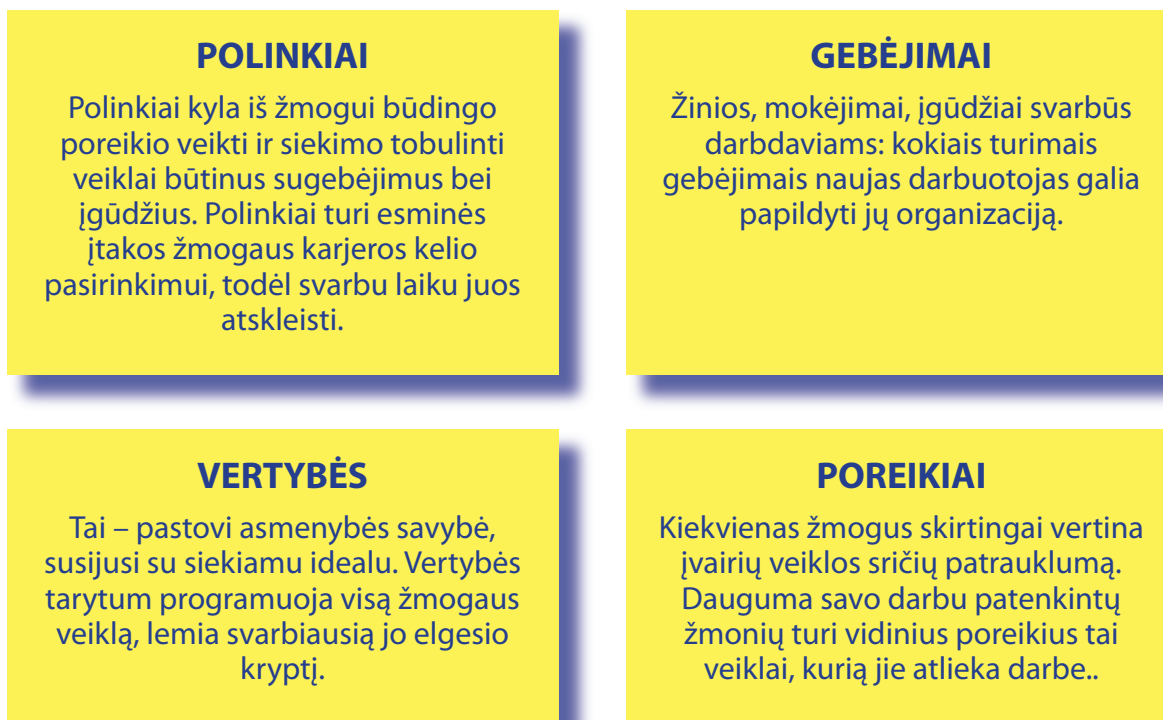 POLINKIAI
Polinkiai kyla iš žmogui būdingo
poreikio veikti ir siekimo tobulinti
veiklai būtinus sugebėjimus bei
įgūdžius. Polinkiai turi esminės
įtakos žmogaus karjeros kelio
pasirinkimui, todėl svarbu laiku juos
atskleisti.
GEBĖJIMAI
Žinios, mokėjimai, įgūdžiai svarbūs
darbdaviams: kokiais turimais
gebėjimais naujas darbuotojas galia
papildyti jų organizaciją.
VERTYBĖS
Tai – pastovi asmenybės savybė,
susijusi su siekiamu idealu. Vertybės
tarytum programuoja visą žmogaus
veiklą, lemia svarbiausią jo elgesio
kryptį.
POREIKIAI
Kiekvienas žmogus skirtingai vertina
įvairių veiklos sričių patrauklumą.
Dauguma savo darbu patenkintų
žmonių turi vidinius poreikius tai
veiklai, kurią jie atlieka darbe..